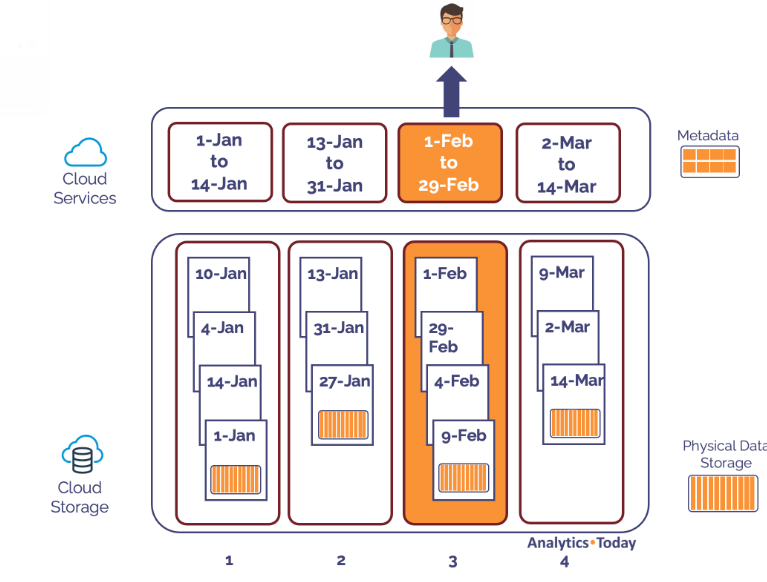 1-Jan
to
14-Jan
13-Jan
to
31-Jan
1-Feb
to
29-Feb
2-Mar
to
14-Mar
Metadata
Cloud
Services
10-Jan
4-Jan
14-Jan
1-Jan
13-Jan
31-Jan
27-Jan
1-Feb
29-
Feb
4-Feb
9-Feb
9-Mar
2-Mar
14-Mar
Cloud
Storage
Physical Data
Storage
Analytics•Today
1
2
3
4